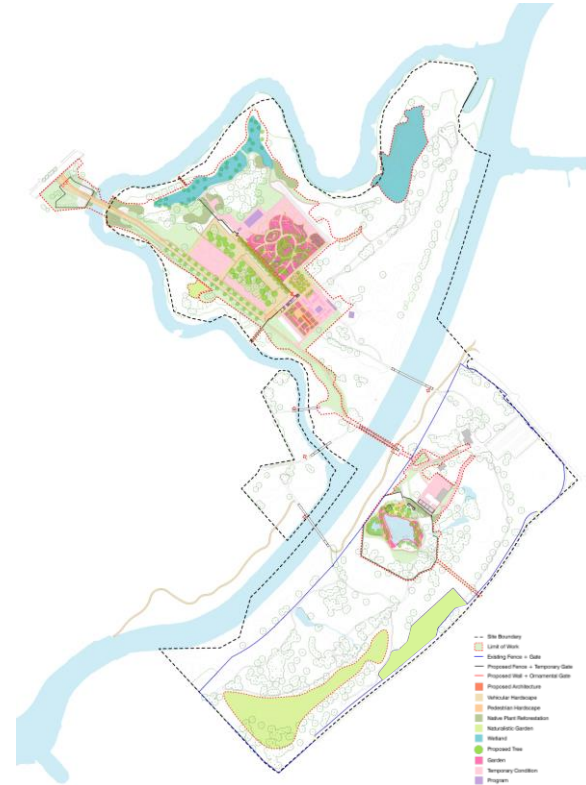 Site Boundary
Limit of Work
Existing Fence + Gate
Proposed Fence + Temporary Gate
Proposed Wall + Ornamental Gate
Proposed Architecture
Vehicular Hardscape
Pedestrian Hardscape
Native Plant Reforestation
Naturalistic Garden
Wetland
Proposed Tree
Garden
Temporary Condition
Program